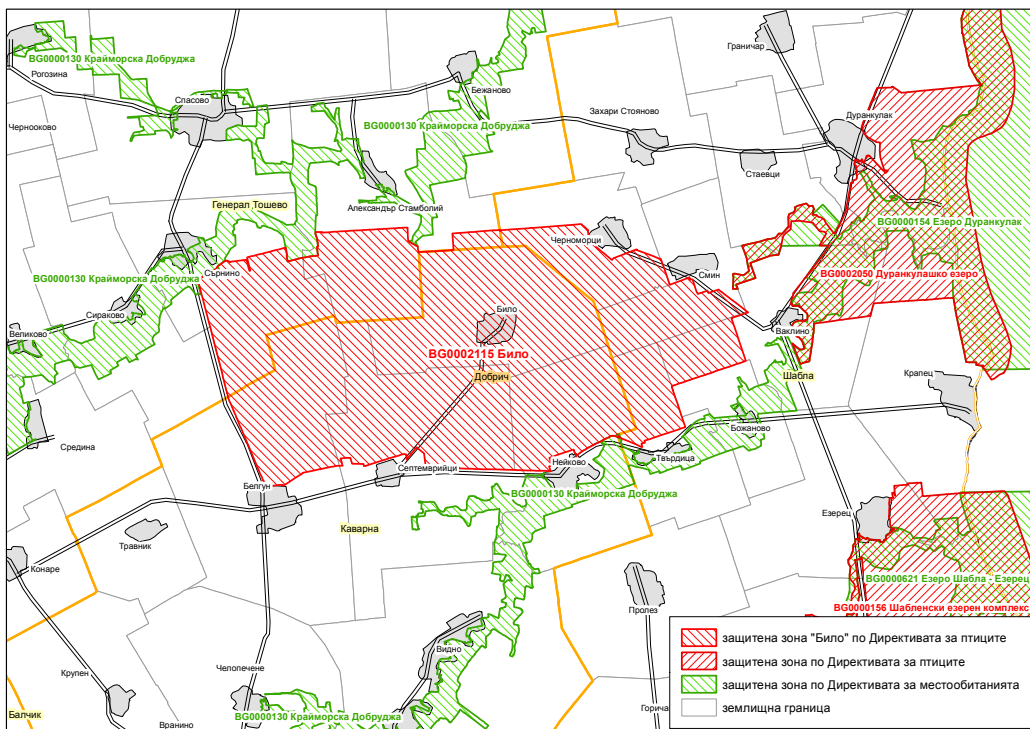 Граничар
BG0000130 Крайморска Добруджа
Рогозина
Спасово
Бежаново
Захари Стояново
Дуранкулак
Чернооково
BG0000130 Крайморска Добруджа
Стаевци
Александър Стамболий
Генерал Тошево
BG0000154 Езеро Дуранкулак
Черноморци
Сърнино
BG0000130 Крайморска Добруджа
Смин
BG0002050 Дуранкулашко езеро
Сираково
Било
Великово
Ваклино
BG0002115 Било
Добрич
Шабла
Крапец
Средина
Божаново
Твърдица
Септемврийци
Нейково
Белгун
BG0000130 Крайморска Добруджа
Каварна
Езерец
Травник
Конаре
BG0000621 Езеро Шабла - Езерец
Пролез
BG0000156 Шабленски езерен комплекс
Видно
Крупен
Челопечене
Балчик
BG0000130 Крайморска Добруджа
Вранино
Горича
защитена зона "Било" по Директивата за птиците
защитена зона по Директивата за птиците
защитена зона по Директивата за местообитанията
землищна граница